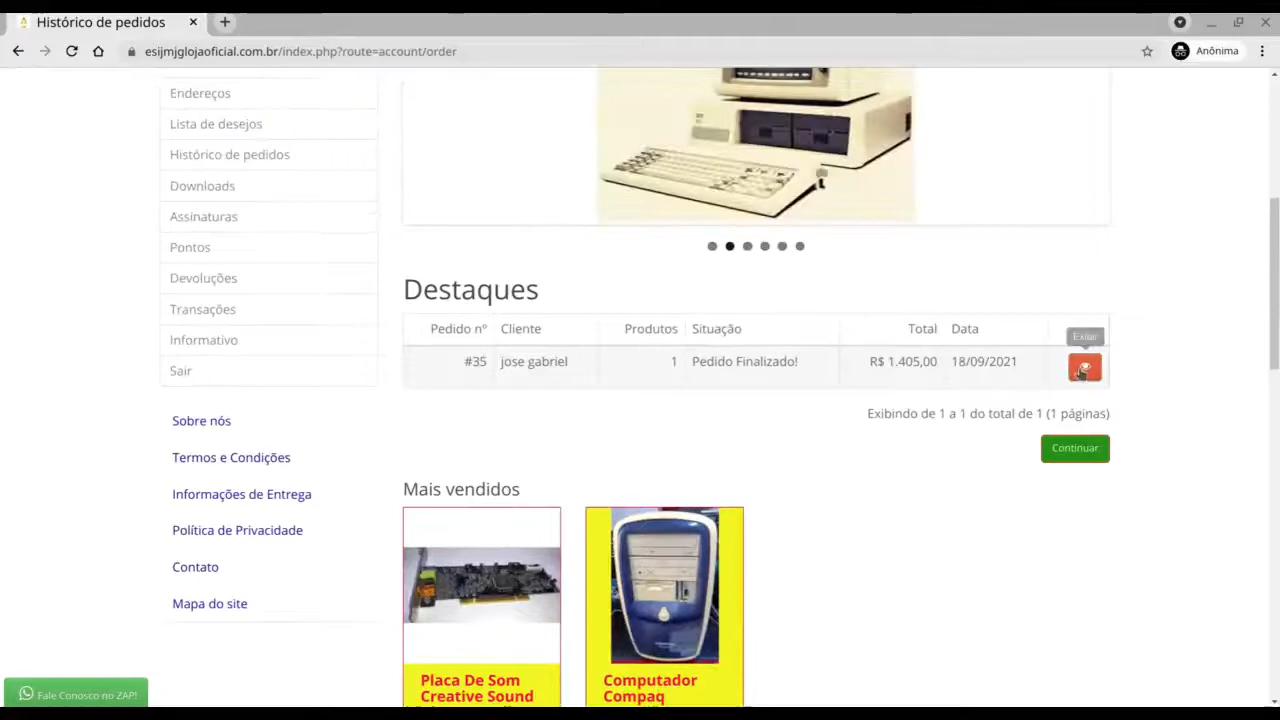 Histórico de pedidos
esijmjglojaoficial.com.br/index.php?route=account/order
Anônima
Endereços
Lista de desejos
Histórico de pedidos
Downloads
Assinaturas
Pontos
Devoluções
Transações
Informativo
Sair
Sobre nós
Termos e Condições
Informações de Entrega
Política de Privacidade
Contato
Mapa do site
Fale Conosco no ZAP!
Destaques
Pedido nº Cliente Produtos Situação Total Data
#35 jose gabriel 1 Pedido Finalizado! R$ 1.405,00 18/09/2021
Exibindo de 1 a 1 do total de 1 (1 páginas)
Continuar
Mais vendidos
Placa De Som
Creative Sound
Computador
Compaq